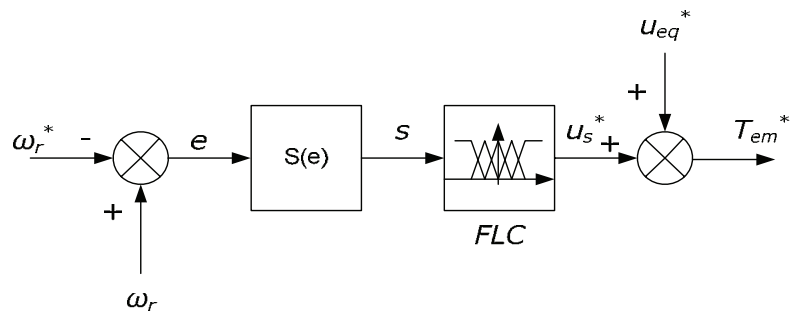 u_eq^*
+
ω_r^* - e S(e) s u_s^* + T_em^*
+
FLC
ω_r